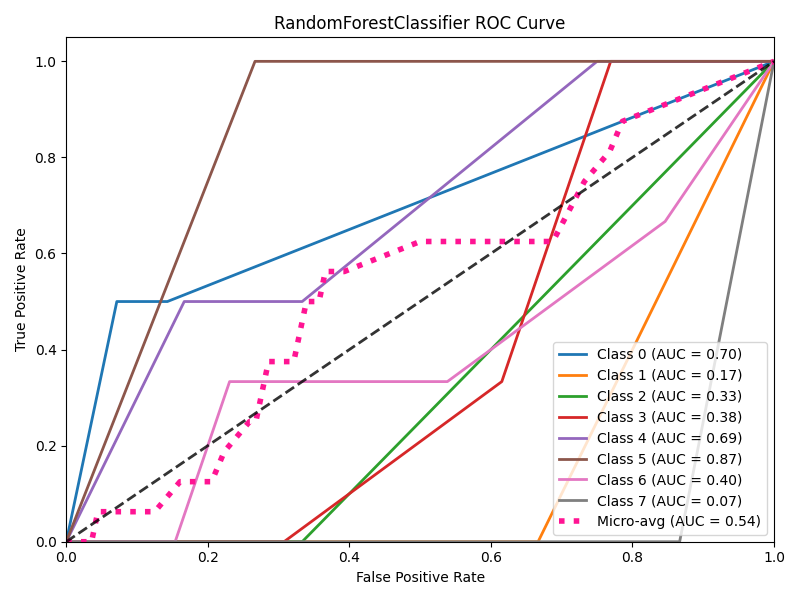 RandomForestClassifier ROC Curve
True Positive Rate
1.0
0.8
0.6
0.4
0.2
0.0
0.0 0.2 0.4 0.6 0.8 1.0
False Positive Rate
Class 0 (AUC = 0.70)
Class 1 (AUC = 0.17)
Class 2 (AUC = 0.33)
Class 3 (AUC = 0.38)
Class 4 (AUC = 0.69)
Class 5 (AUC = 0.87)
Class 6 (AUC = 0.40)
Class 7 (AUC = 0.07)
Micro-avg (AUC = 0.54)